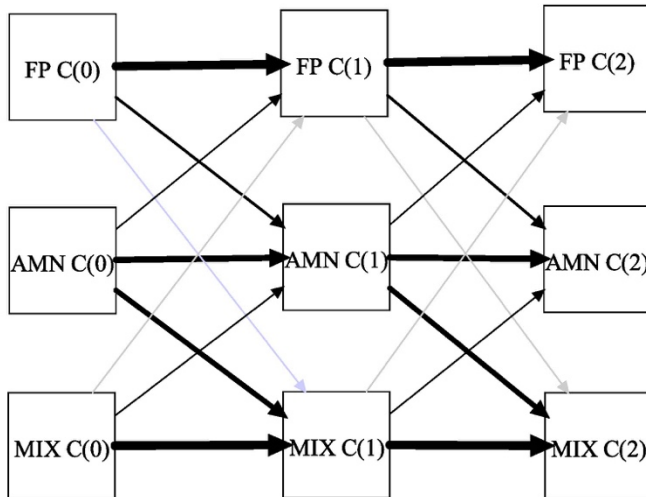 FP C(0) FP C(1) FP C(2)
AMN C(0) AMN C(1) AMN C(2)
MIX C(0) MIX C(1) MIX C(2)